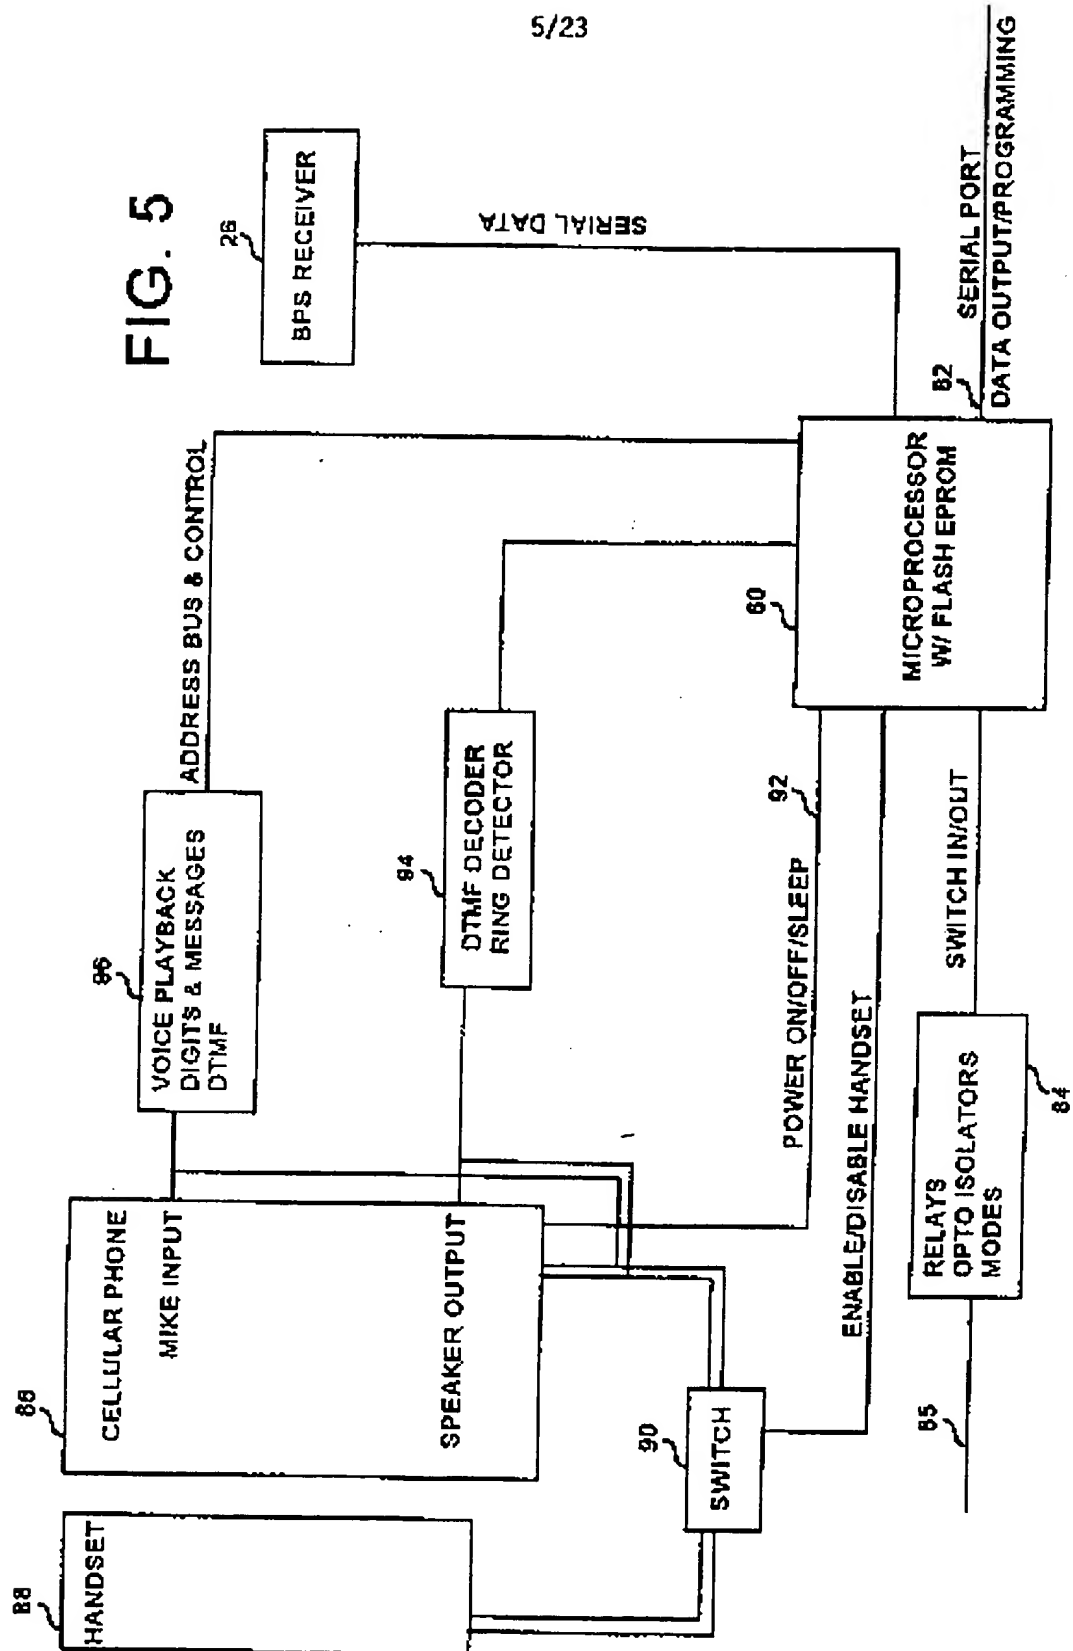 5/23
FIG. 5
26
BPS RECEIVER
SERIAL DATA
ADDRESS BUS & CONTROL
96
VOICE PLAYBACK
DIGITS & MESSAGES
DTMF
94
DTMF DECODER
RING DETECTOR
88
HANDSET
86
CELLULAR PHONE
MIKE INPUT
SPEAKER OUTPUT
90
SWITCH
POWER ON/OFF/SLEEP
92
ENABLE/DISABLE HANDSET
60
MICROPROCESSOR
W/ FLASH EPROM
62
SERIAL PORT
DATA OUTPUT/PROGRAMMING
SWITCH IN/OUT
RELAYS
OPTO ISOLATORS
MODES
84
85